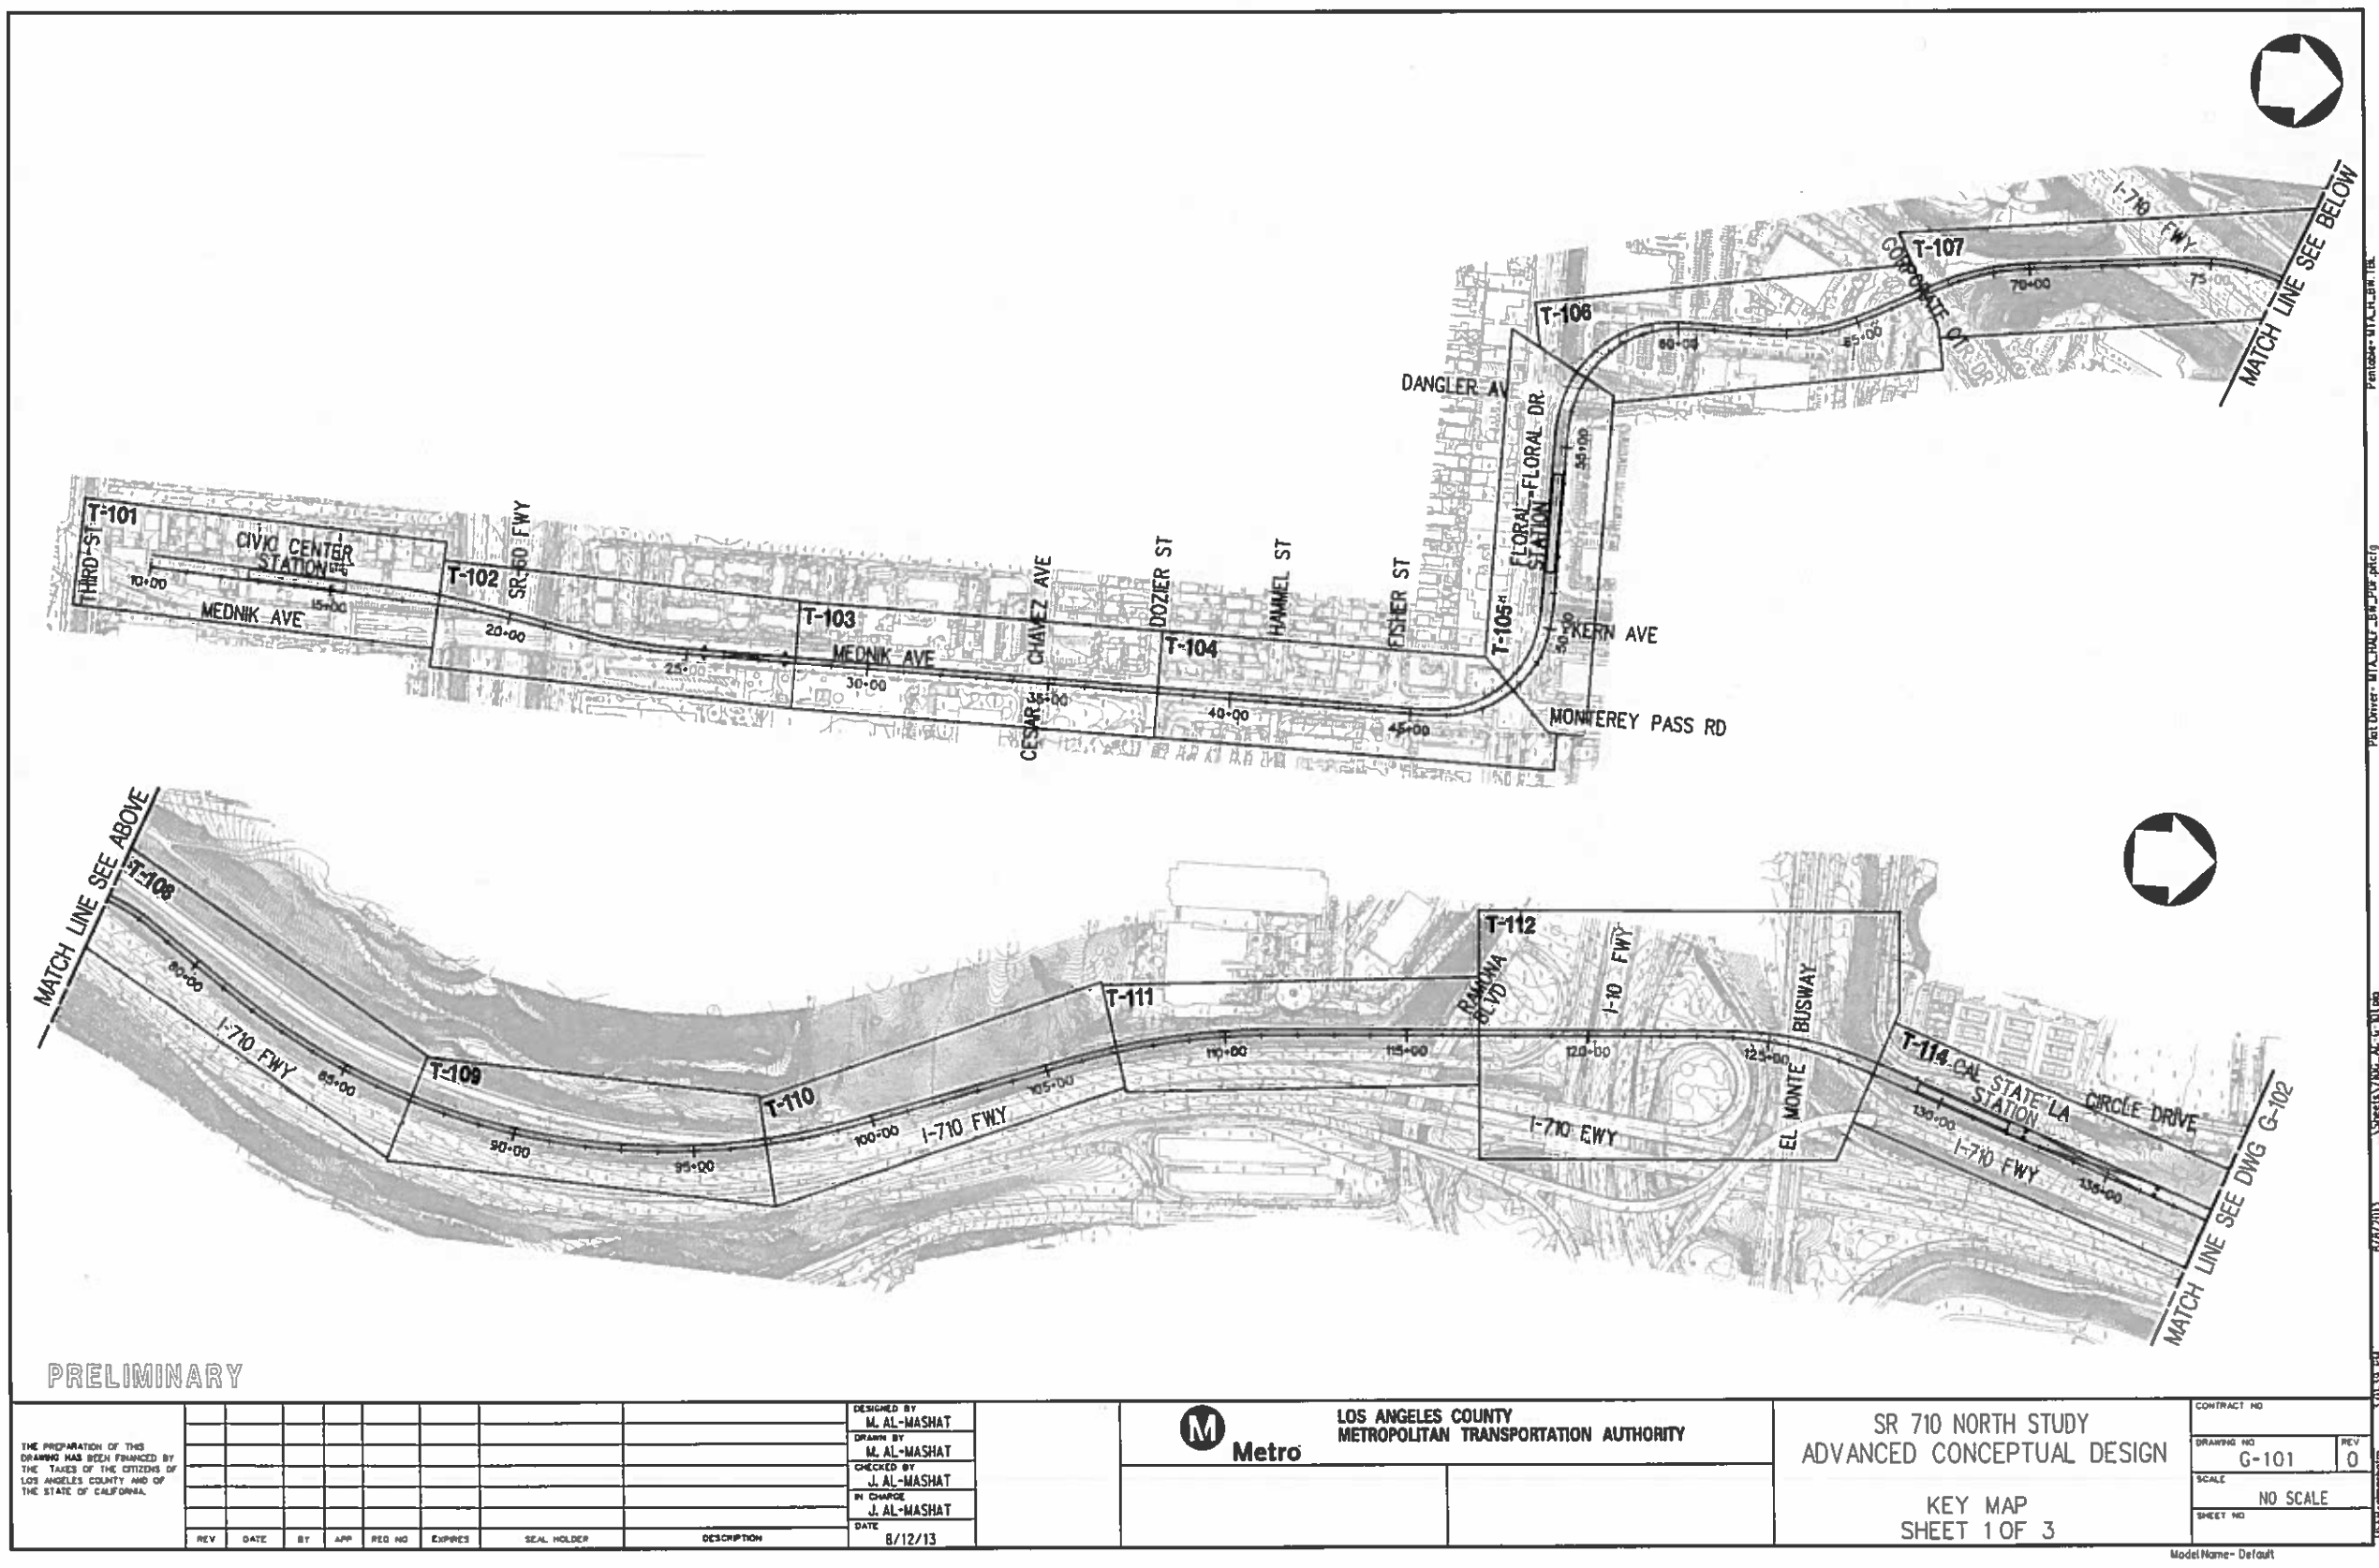 MATCH LINE SEE BELOW
I-710 FWY
T-107
CORPORATE CT
70+00
75+00
T-106
60+00
65+00
DANGLER AV
FLORAL DR.
FLORAL
STATION
55+00
T-105
50+00
KERN AVE
MONTEREY PASS RD
T-101
THIRD ST
CIVIC CENTER
STATION
10+00
15+00
MEDNIK AVE
T-102
SR-60 FWY
20+00
25+00
T-103
MEDNIK AVE
30+00
CESAR CHAVEZ AVE
35+00
DOZIER ST
T-104
HAMMEL ST
FISHER ST
40+00
45+00
MATCH LINE SEE ABOVE
T-108
80+00
I-710 FWY
85+00
T-109
90+00
95+00
T-110
100+00
I-710 FWY
105+00
T-111
110+00
115+00
T-112
RAMONA
BLVD
I-10 FWY
120+00
125+00
EL MONTE BUSWAY
I-710 FWY
T-114
CAL STATE LA
STATION
CIRCLE DRIVE
130+00
I-710 FWY
135+00
MATCH LINE SEE DWG G-102
PRELIMINARY
THE PREPARATION OF THIS
DRAWING HAS BEEN FINANCED BY
THE TAXES OF THE CITIZENS OF
LOS ANGELES COUNTY AND OF
THE STATE OF CALIFORNIA.
REV DATE BY APP REG NO EXPIRES SEAL HOLDER DESCRIPTION
DESIGNED BY
M. AL-MASHAT
DRAWN BY
M. AL-MASHAT
CHECKED BY
J. AL-MASHAT
IN CHARGE
J. AL-MASHAT
DATE
8/12/13
M
Metro
LOS ANGELES COUNTY
METROPOLITAN TRANSPORTATION AUTHORITY
SR 710 NORTH STUDY
ADVANCED CONCEPTUAL DESIGN
KEY MAP
SHEET 1 OF 3
CONTRACT NO
DRAWING NO
G-101
REV
0
SCALE
NO SCALE
SHEET NO
Model Name- Default